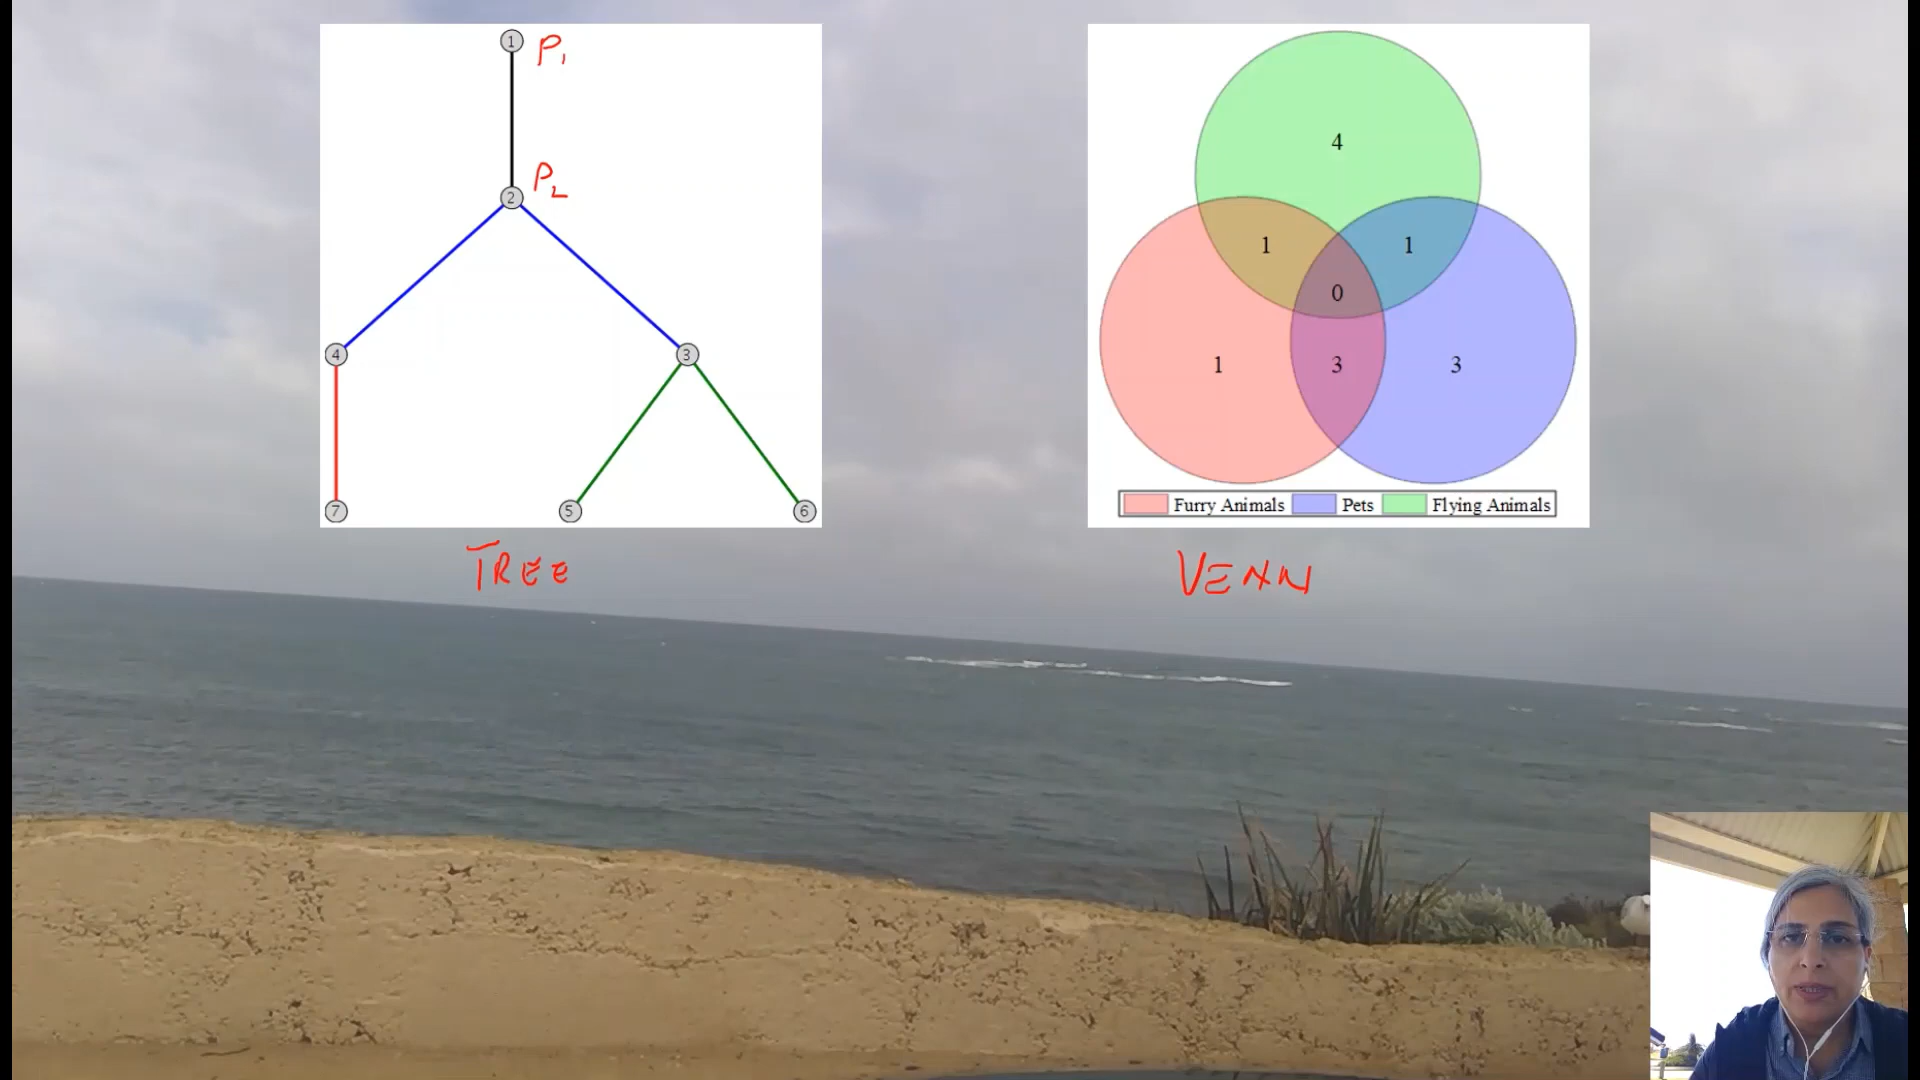 1 P1
2 P2
4 3
7 5 6
TREE
4
1 1
0
1 3 3
Furry Animals Pets Flying Animals
VENN